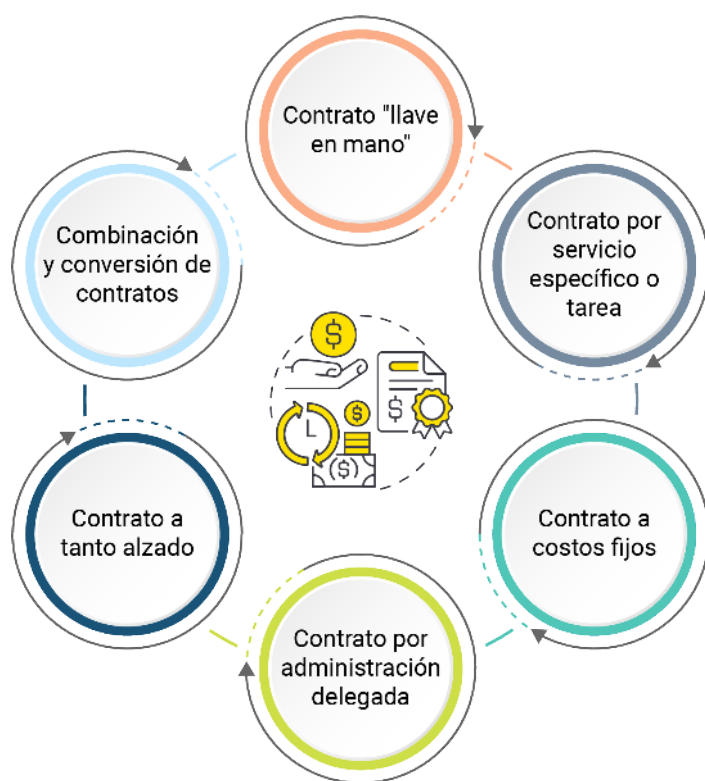 Contrato "llave
en mano"
Contrato por
servicio
específico o
tarea
Contrato a
costos fijos
Contrato por
administración
delegada
Contrato a
tanto alzado
Combinación
y conversión de
contratos
$
$
$
($)